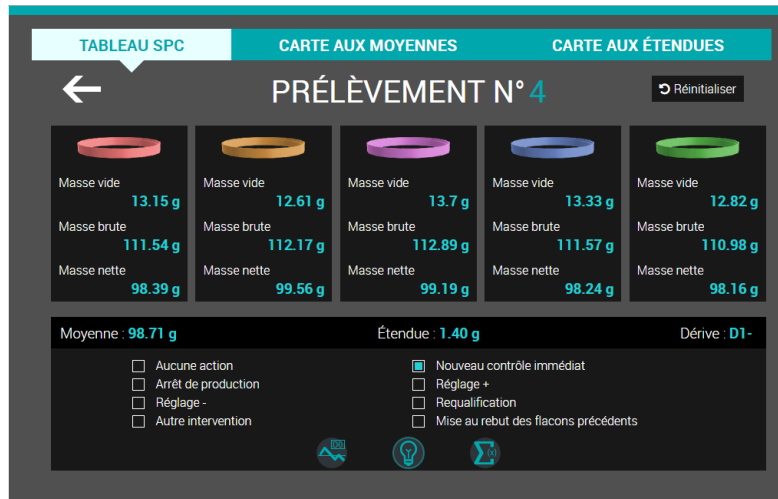 TABLEAU SPC CARTE AUX MOYENNES CARTE AUX ÉTENDUES
PRÉLÈVEMENT N° 4 Réinitialiser
Masse vide Masse vide Masse vide Masse vide Masse vide
13.15 g 12.61 g 13.7 g 13.33 g 12.82 g
Masse brute Masse brute Masse brute Masse brute Masse brute
111.54 g 112.17 g 112.89 g 111.57 g 110.98 g
Masse nette Masse nette Masse nette Masse nette Masse nette
98.39 g 99.56 g 99.19 g 98.24 g 98.16 g
Moyenne : 98.71 g Étendue : 1.40 g Dérive : D1-
Aucune action Nouveau contrôle immédiat
Arrêt de production Réglage +
Réglage - Requalification
Autre intervention Mise au rebut des flacons précédents